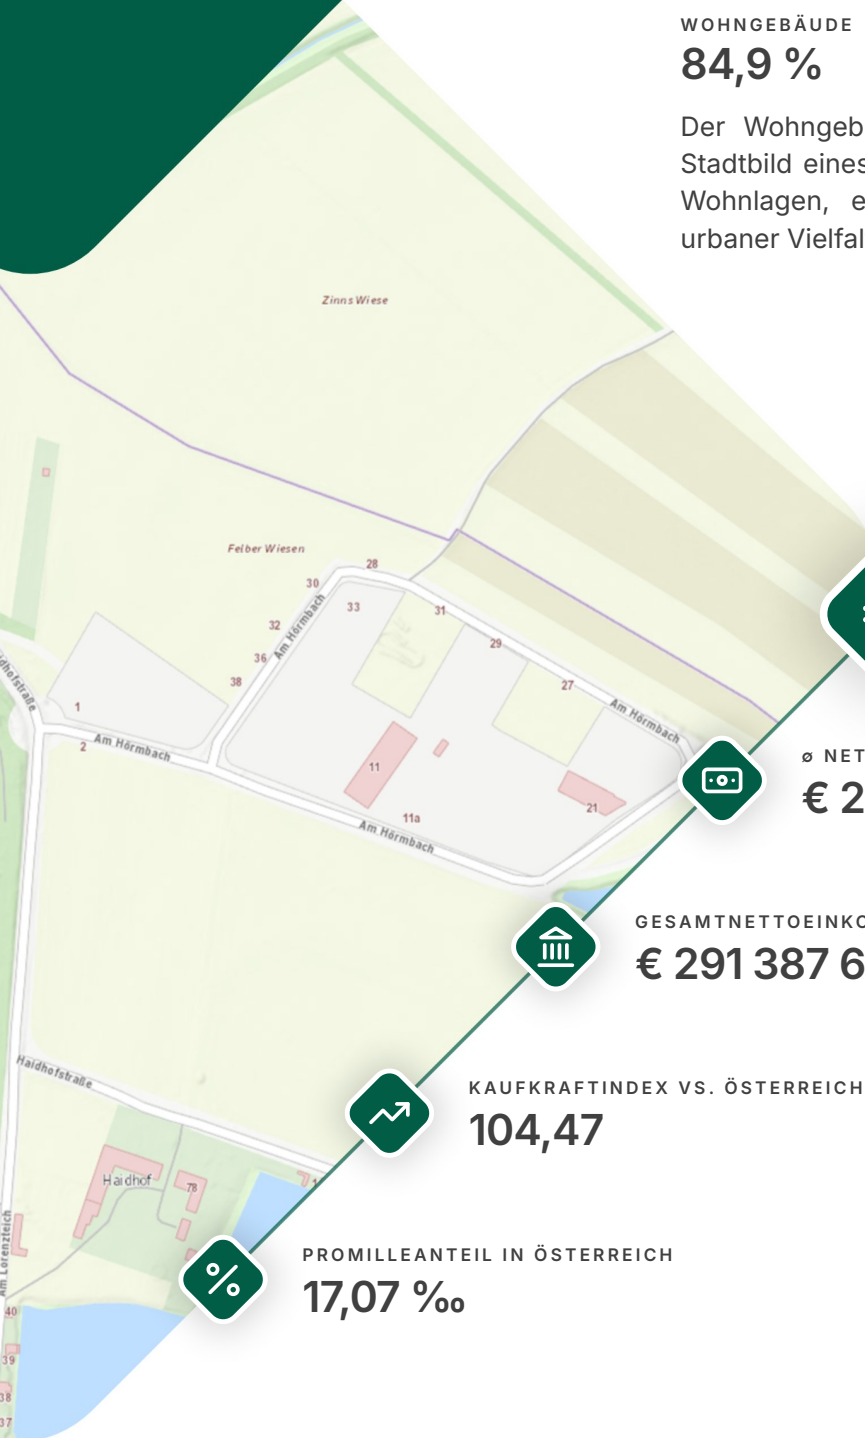 WOHNGEBÄUDE
84,9 %
Der Wohngeb
Stadtbild eines
Wohnlagen, e
urbaner Vielfal
Zinns Wiese
Felber Wiesen
28
30
33
31
32
29
36
38
27
Am Hörmbach
Am Hörmbach
1
2
Am Hörmbach
11
21
11a
Am Hörmbach
idhofstraße
ø NET
€ 2
GESAMTNETTOEINKO
€ 291 387 6
Haidhofstraße
KAUFKRAFTINDEX VS. ÖSTERREICH
104,47
Haidhof
78
1
Am Lorenzteich
PROMILLEANTEIL IN ÖSTERREICH
17,07 ‰
40
39
38
37